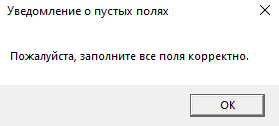 Уведомление о пустых полях
Пожалуйста, заполните все поля корректно.
OK